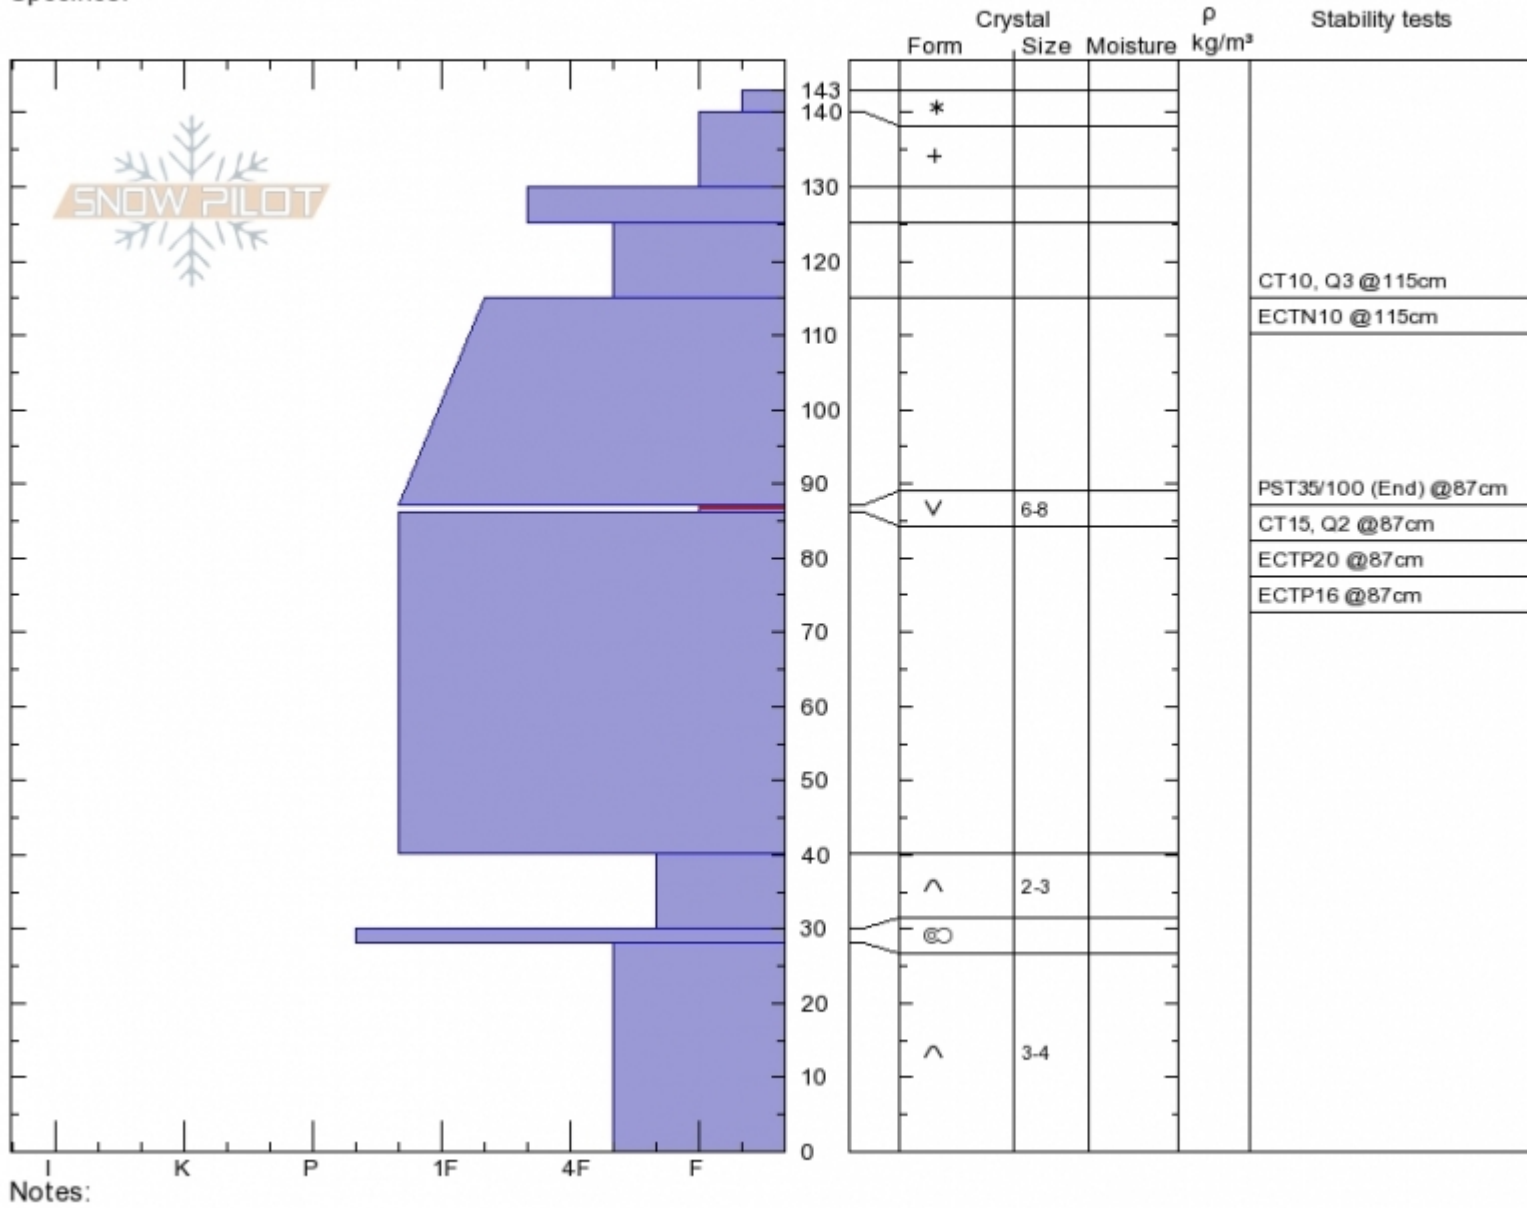 Crystal ρ Stability tests
Form Size Moisture kg/m³
SNOW PILOT
143
140
130
120
CT10, Q3 @115cm
ECTN10 @115cm
110
100
90
PST35/100 (End) @87cm
6-8
CT15, Q2 @87cm
80
ECTP20 @87cm
ECTP16 @87cm
70
60
50
40
2-3
30
20
3-4
10
0
I K P 1F 4F F
Notes: